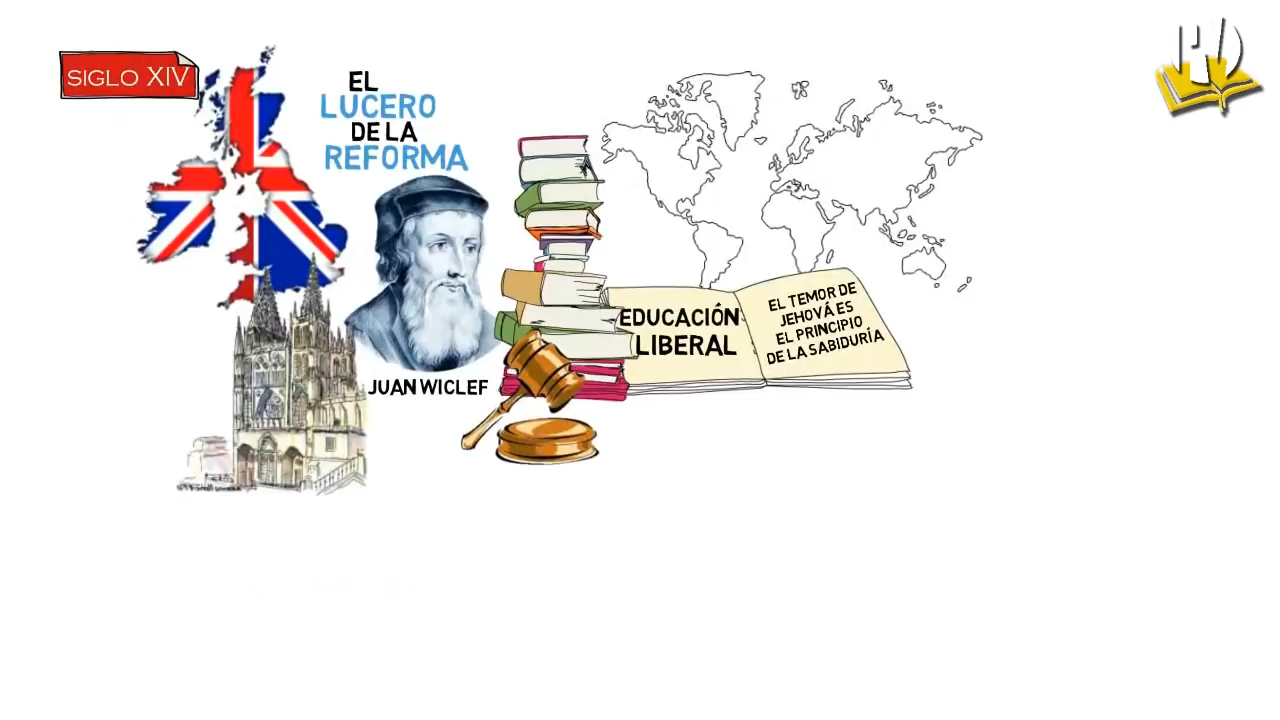 SIGLO XIV
EL
LUCERO
DE LA
REFORMA
JUAN WICLEF
EDUCACIÓN
LIBERAL
EL TEMOR DE
JEHOVÁ ES
EL PRINCIPIO
DE LA SABIDURÍA